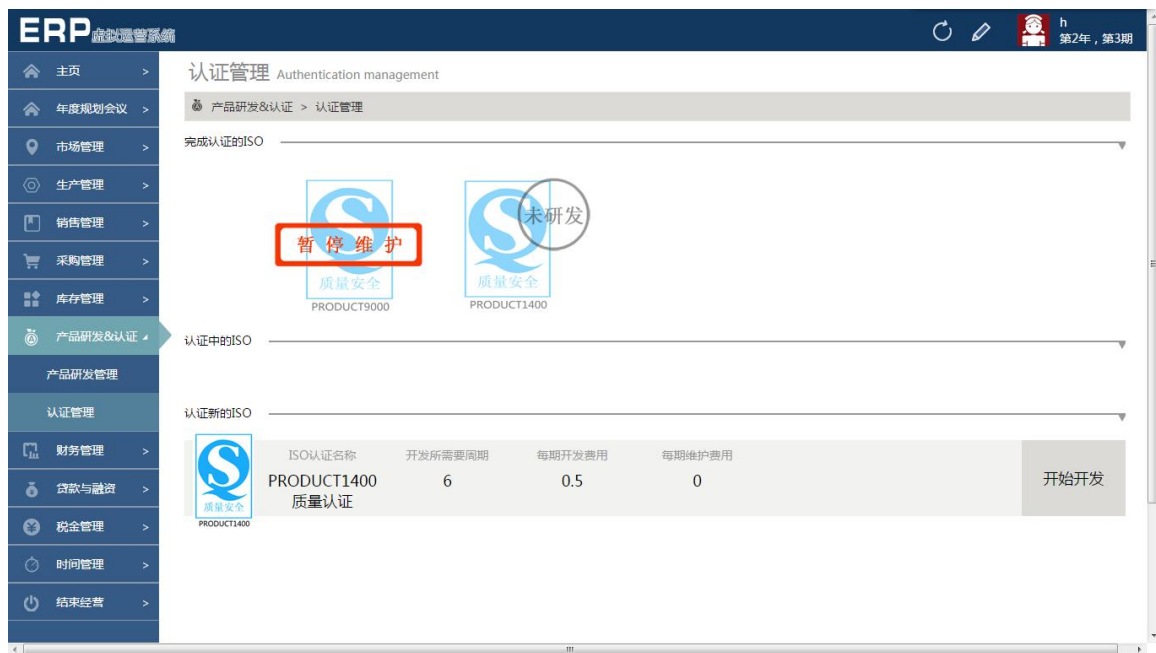 ERP虚拟运营系统
h
第2年，第3期
主页 >
年度规划会议 >
市场管理 >
生产管理 >
销售管理 >
采购管理 >
库存管理 >
产品研发&认证
产品研发管理
认证管理
财务管理 >
贷款与融资 >
税金管理 >
时间管理 >
结束经营 >
认证管理 Authentication management
产品研发&认证 > 认证管理
完成认证的ISO
暂停维护
质量安全
PRODUCT9000
未研发
质量安全
PRODUCT1400
认证中的ISO
认证新的ISO
质量安全
PRODUCT1400
ISO认证名称 开发所需要周期 每期开发费用 每期维护费用
PRODUCT1400 6 0.5 0
质量认证
开始开发